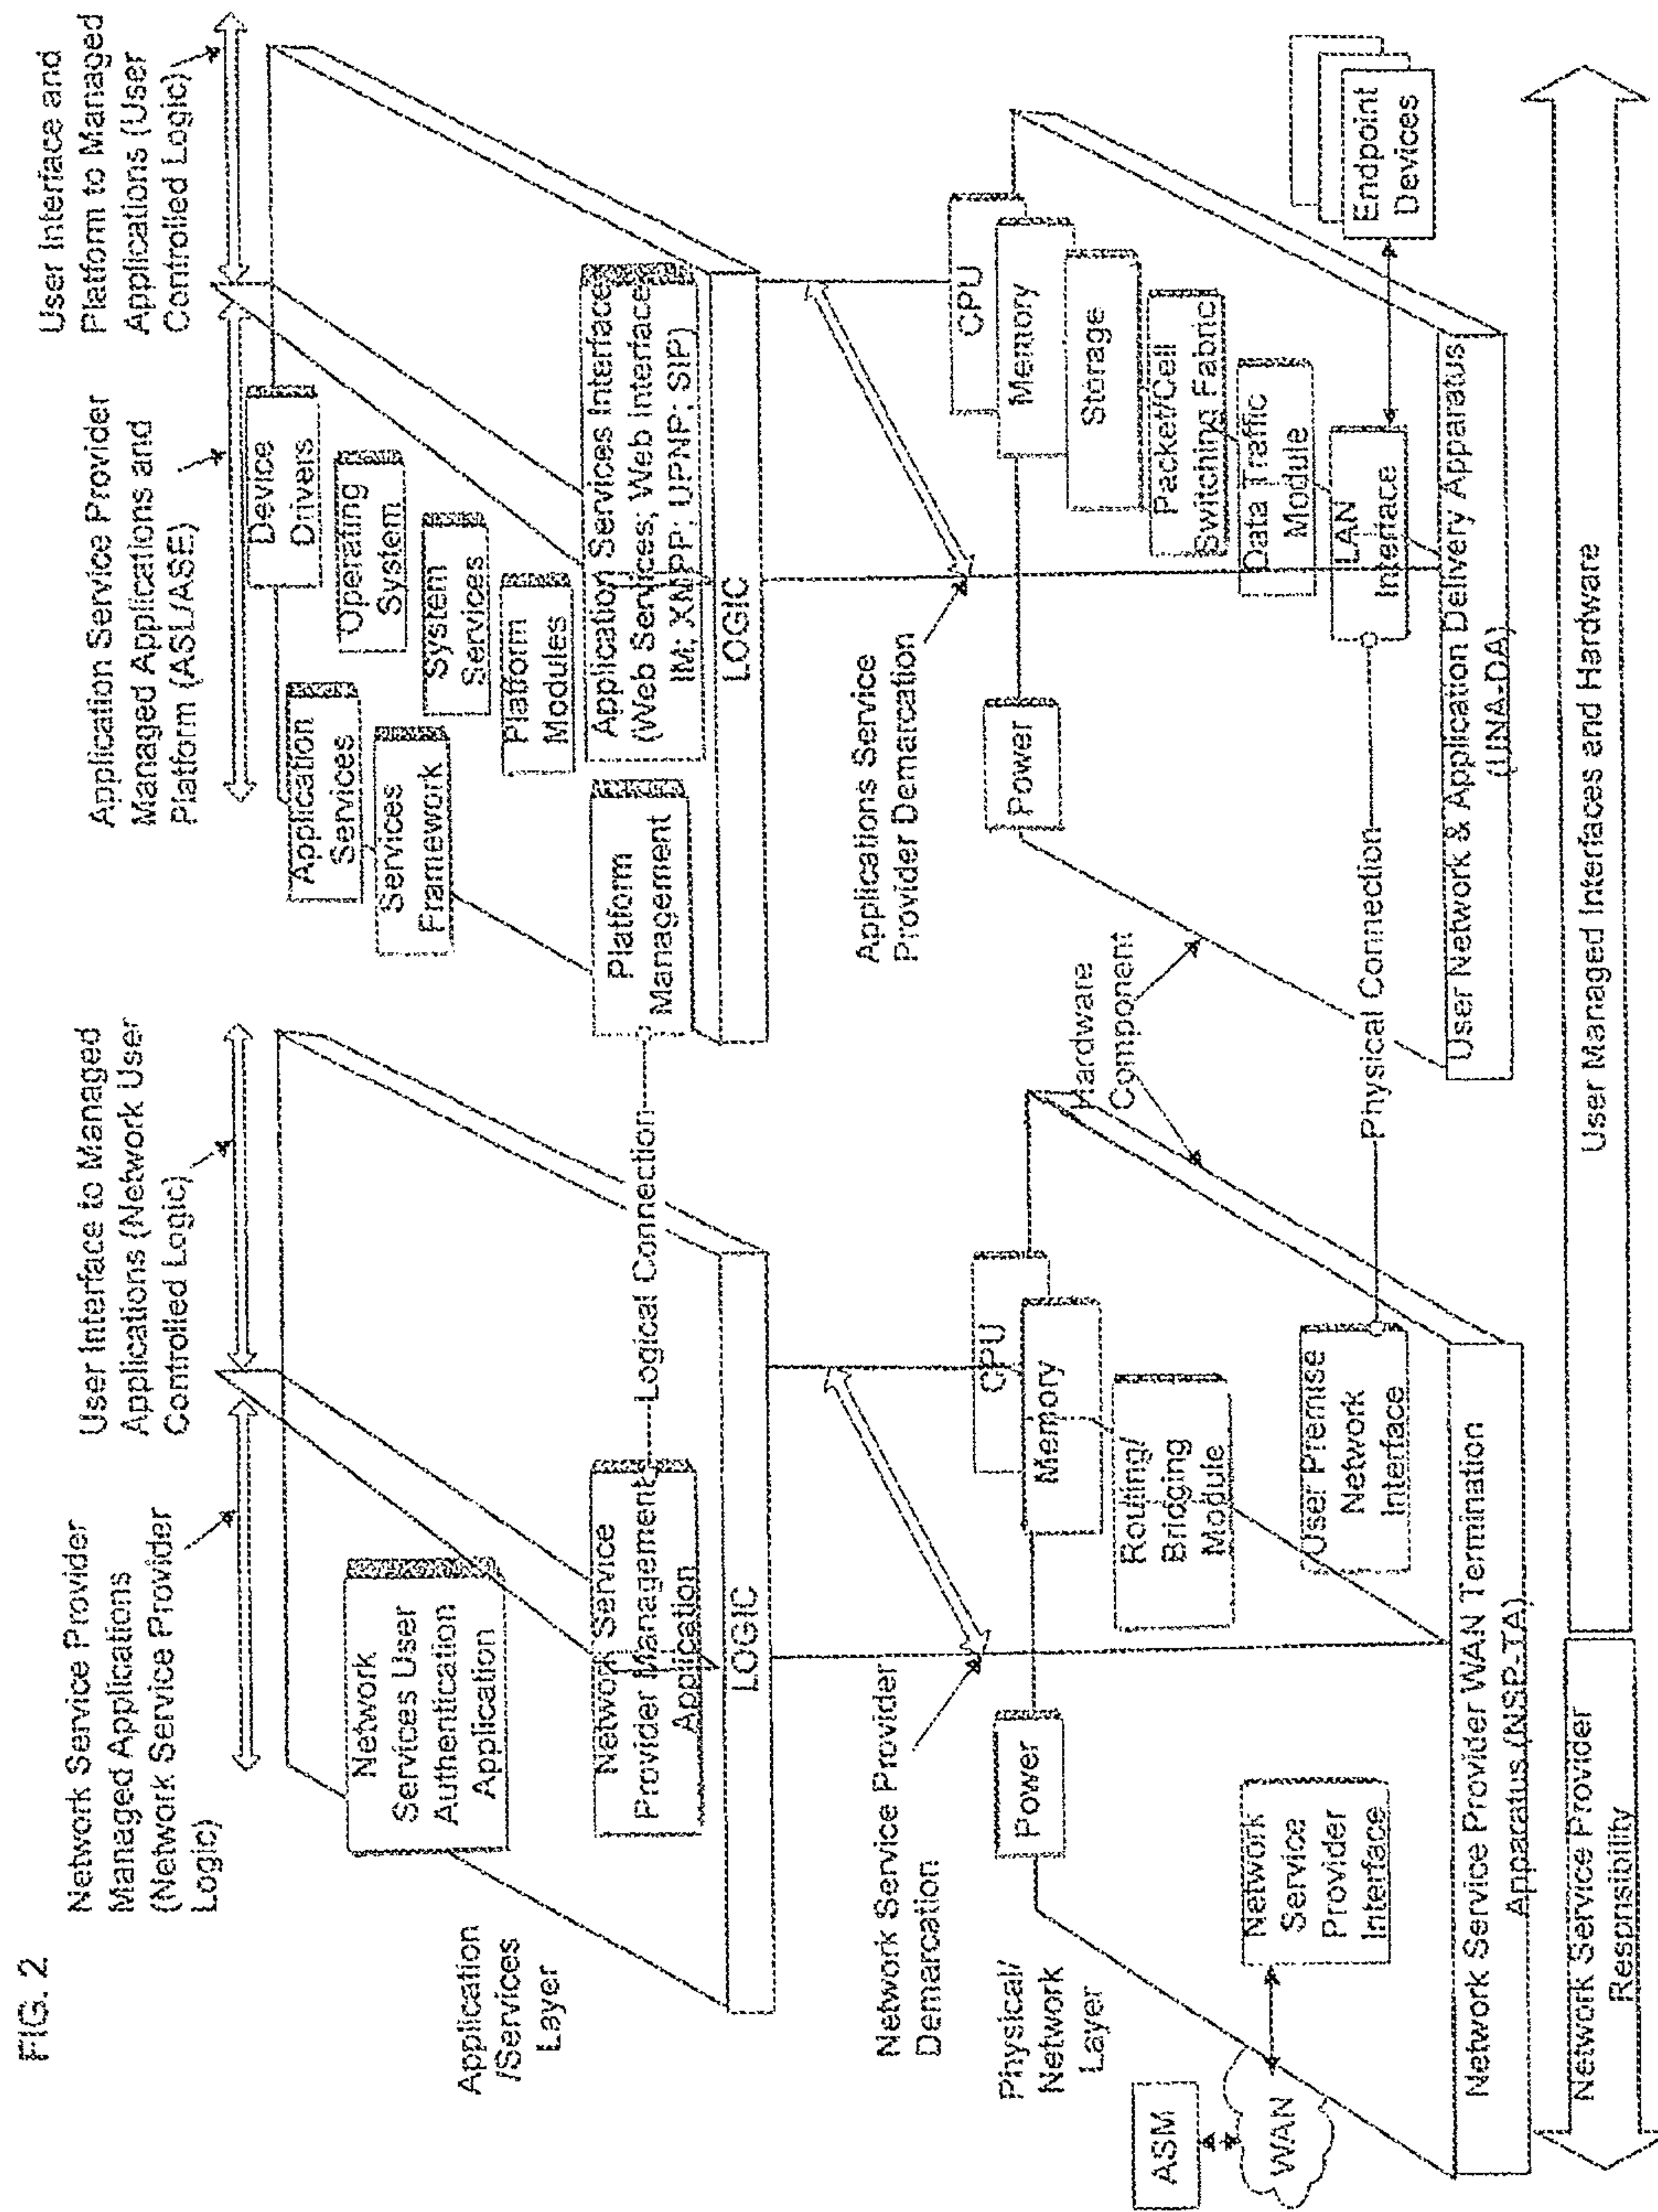 FIG. 2
Network Service Provider
Managed Applications
(Network Service Provider
Logic)
User Interface to Managed
Applications (Network User
Controlled Logic)
Application Service Provider
Managed Applications and
Platform (ASL/ASE)
User Interface and
Platform to Managed
Applications (User
Controlled Logic)
Application
/Services
Layer
Network
Services User
Authentication
Application
Network Service
Provider Management
Application
LOGIC
Logical Connection
Application
Services
Services
Framework
Platform
Management
Device
Drivers
Operating
System
System
Services
Platform
Modules
Application Services Interface
(Web Services; Web Interface;
IM; XMPP; UPNP; SIP)
LOGIC
Network Service Provider
Demarcation
Applications Service
Provider Demarcation
Physical/
Network
Layer
ASM
WAN
Network
Service
Provider
Interface
Power
CPU
Memory
Routing/
Bridging
Module
User Premise
Network
Interface
Network Service Provider WAN Termination
Apparatus (NSP-TA)
Hardware
Component
Physical Connection
Power
CPU
Memory
Storage
Packet/Cell
Switching Fabric
Data Traffic
Module
LAN
Interface
Endpoint
Devices
User Network & Application Delivery Apparatus
(UNA-DA)
Network Service Provider
Responsibility
User Managed Interfaces and Hardware